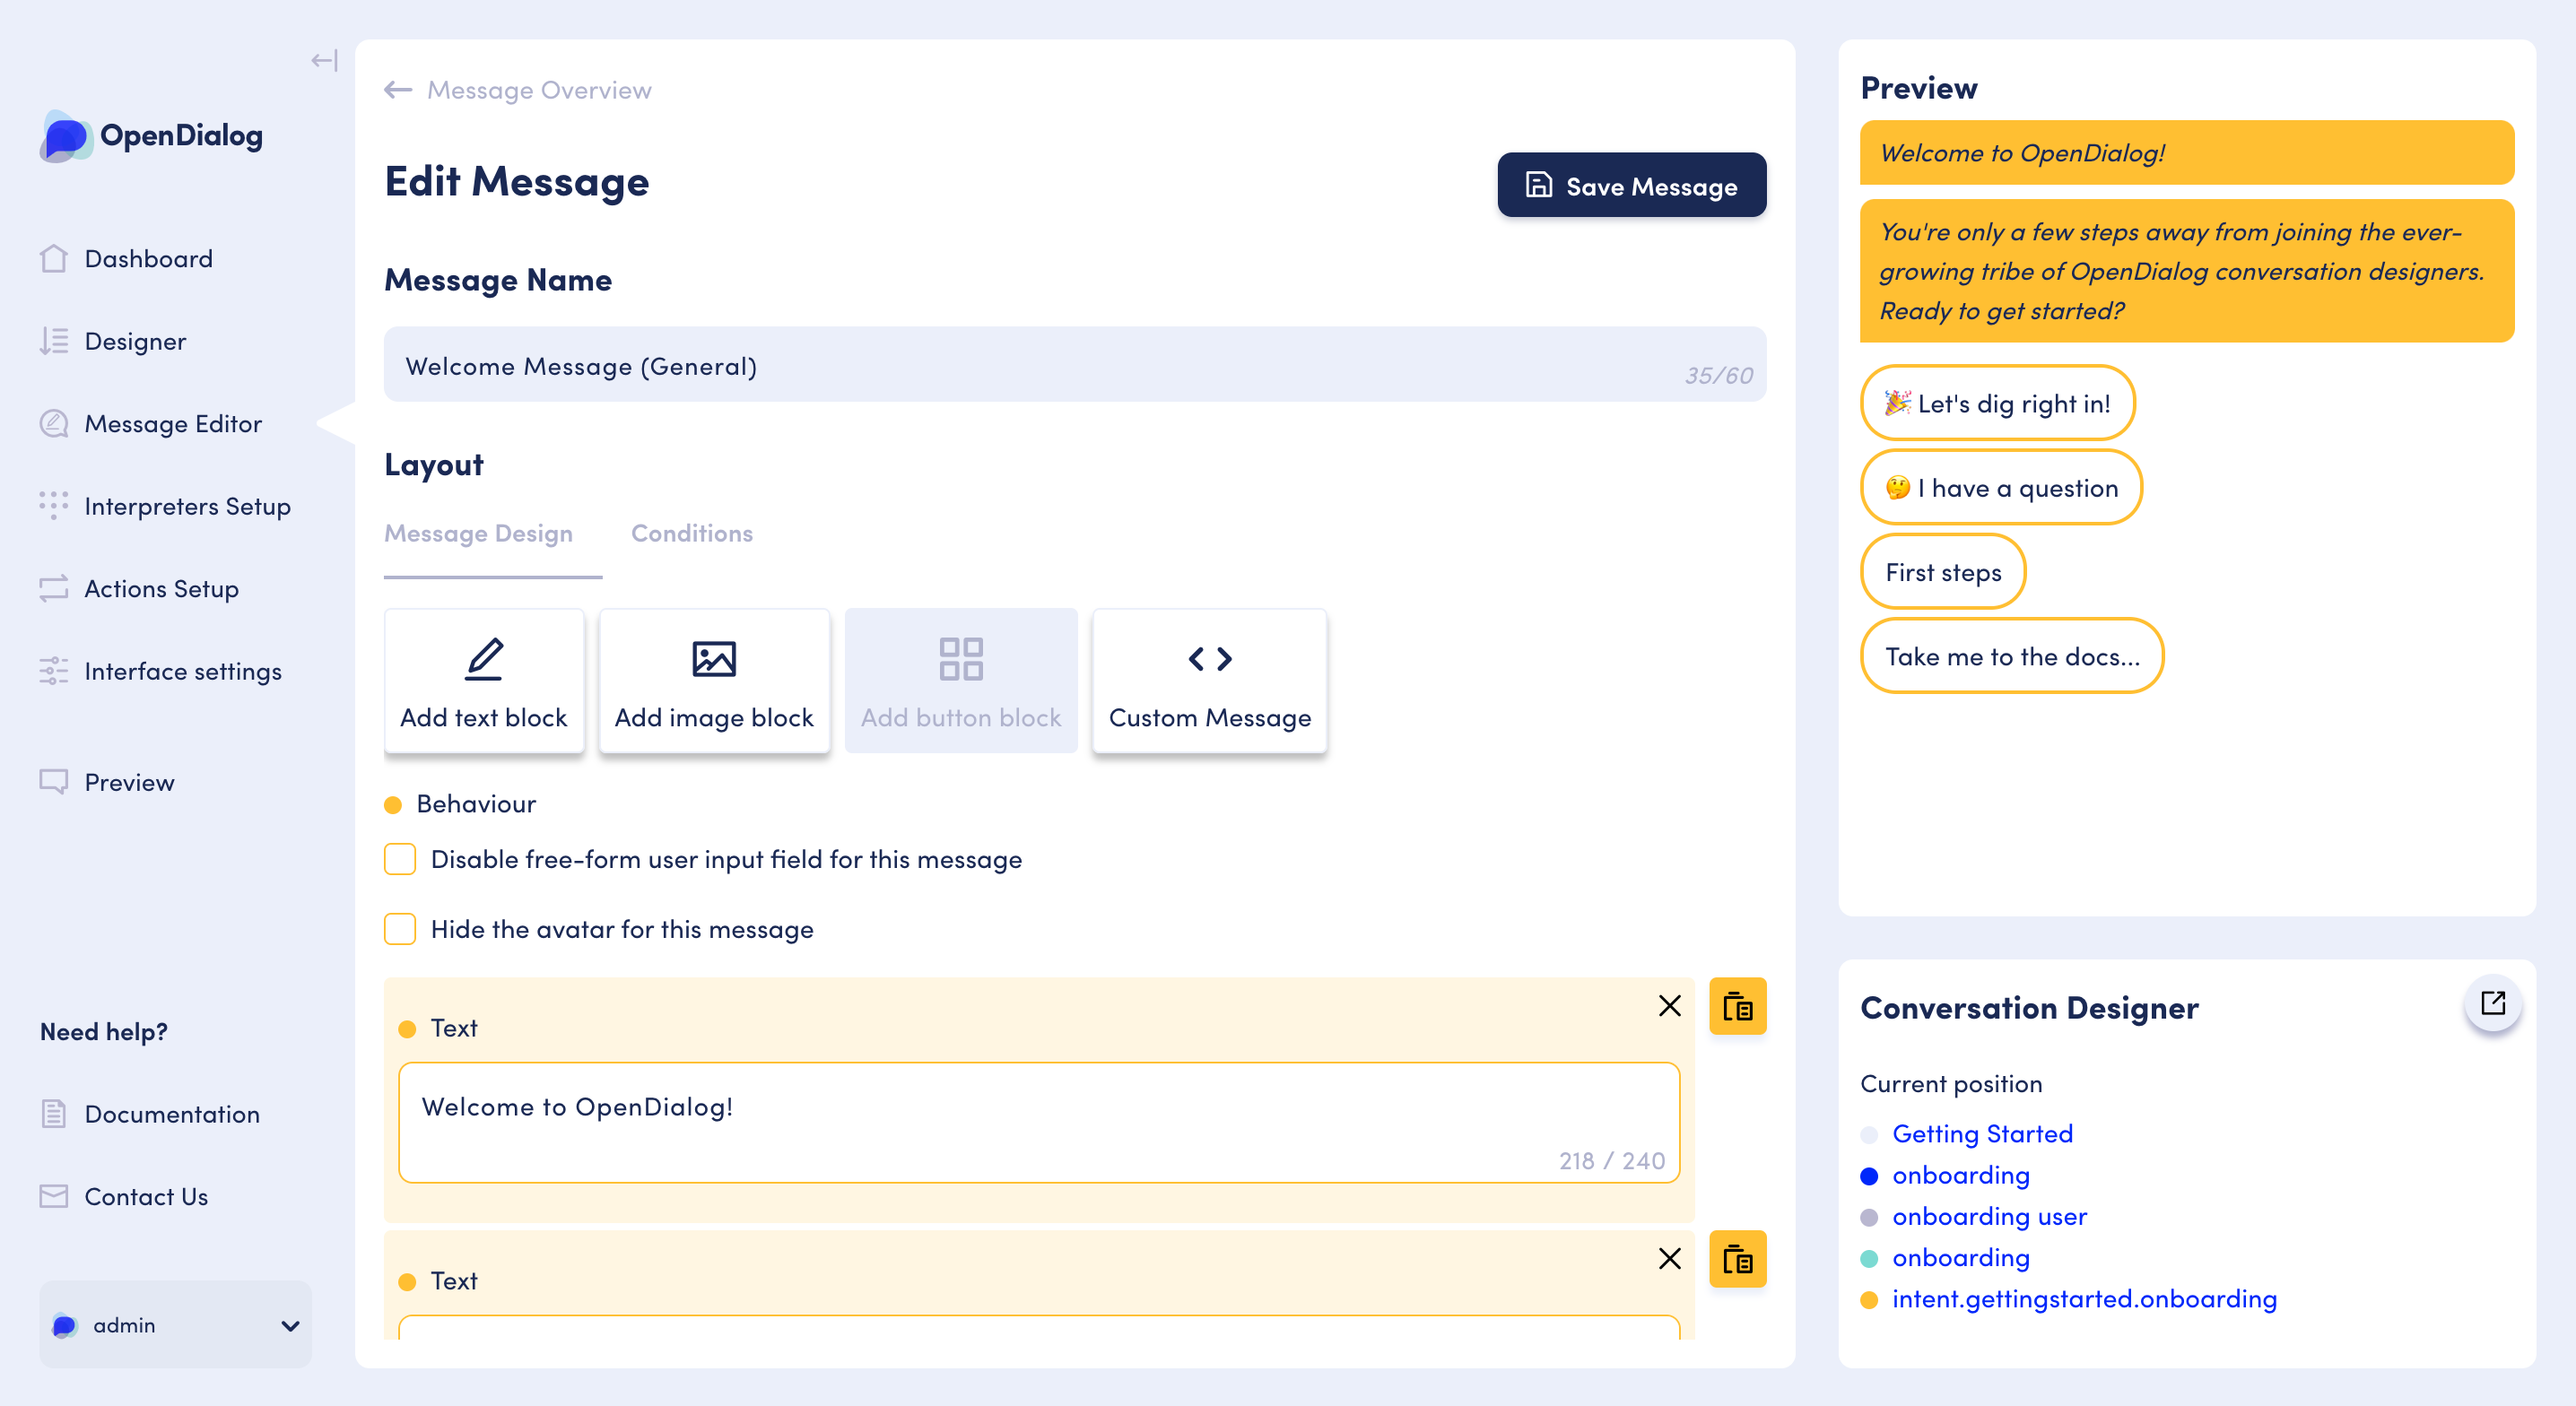 OpenDialog
Dashboard
Designer
Message Editor
Interpreters Setup
Actions Setup
Interface settings
Preview
Need help?
Documentation
Contact Us
admin
Message Overview
Edit Message
Save Message
Message Name
Welcome Message (General)
35/60
Layout
Message Design
Conditions
Add text block
Add image block
Add button block
Custom Message
Behaviour
Disable free-form user input field for this message
Hide the avatar for this message
Text
Welcome to OpenDialog!
218 / 240
Text
Preview
Welcome to OpenDialog!
You're only a few steps away from joining the ever-
growing tribe of OpenDialog conversation designers.
Ready to get started?
🎉 Let's dig right in!
🤔 I have a question
First steps
Take me to the docs...
Conversation Designer
Current position
Getting Started
onboarding
onboarding user
onboarding
intent.gettingstarted.onboarding